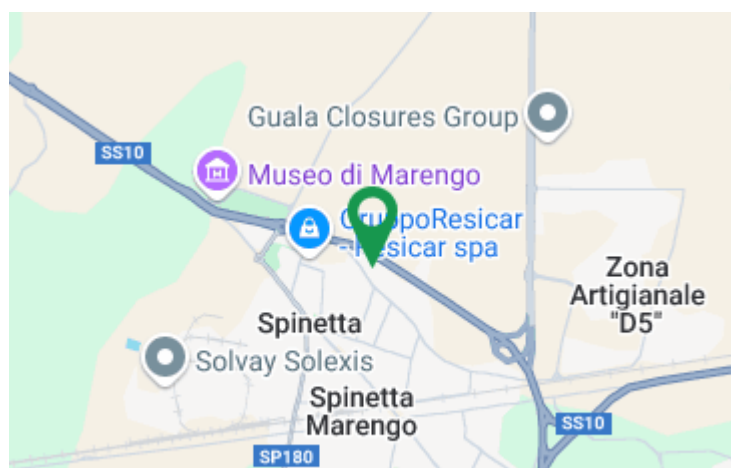 Guala Closures Group
SS10
Museo di Marengo
GruppoResicar
- Resicar spa
Zona
Artigianale
"D5"
Spinetta
Solvay Solexis
Spinetta
Marengo
SS10
SP180